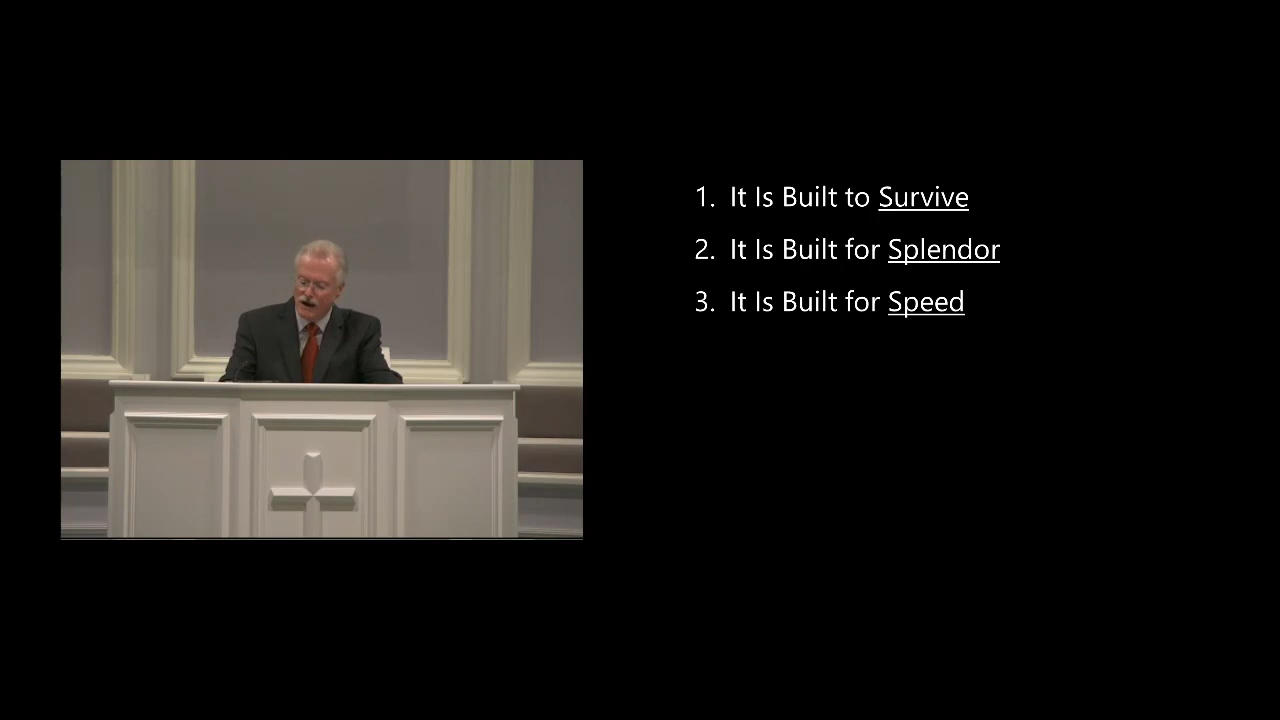 1. It Is Built to Survive
2. It Is Built for Splendor
3. It Is Built for Speed